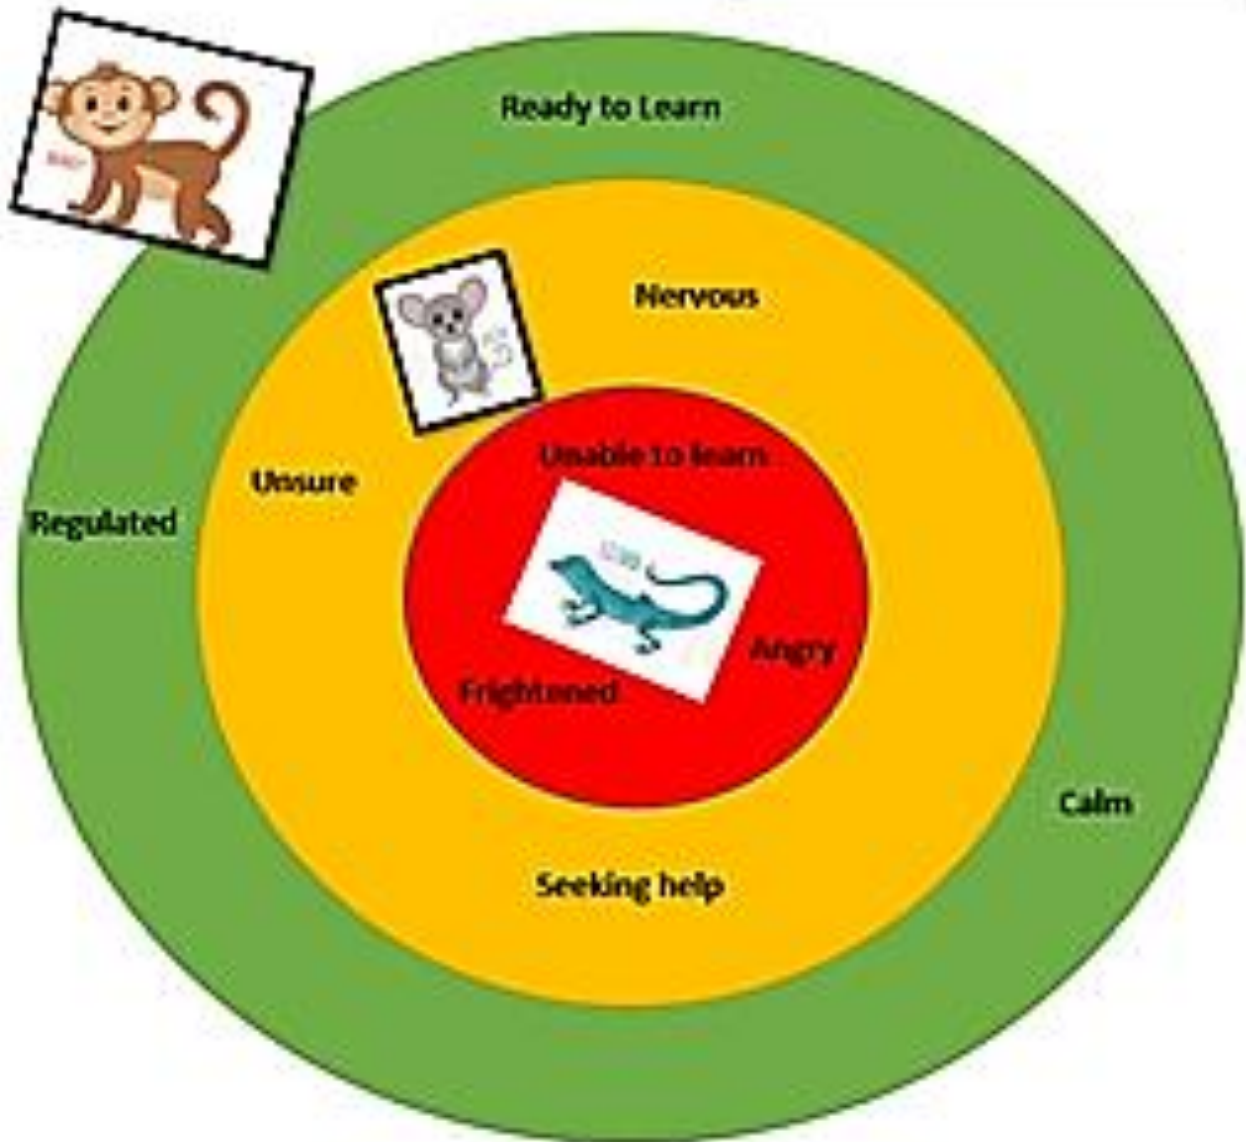 Ready to Learn
Nervous
Unable to learn
Unsure
Regulated
Angry
Frightened
Calm
Seeking help